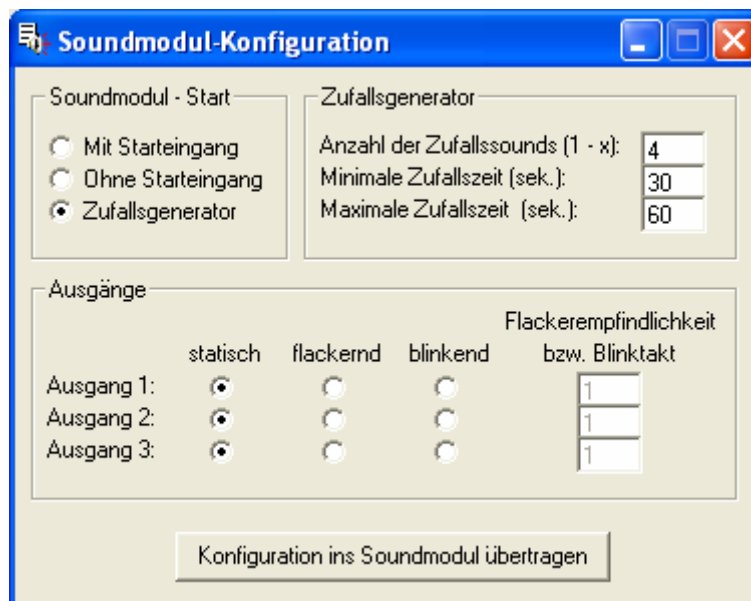 Soundmodul-Konfiguration
Soundmodul - Start
Mit Starteingang
Ohne Starteingang
Zufallsgenerator
Zufallsgenerator
Anzahl der Zufallssounds (1 - x): 4
Minimale Zufallszeit (sek.): 30
Maximale Zufallszeit (sek.): 60
Ausgänge
Flackerempfindlichkeit
statisch flackernd blinkend bzw. Blinktakt
Ausgang 1: 1
Ausgang 2: 1
Ausgang 3: 1
Konfiguration ins Soundmodul übertragen